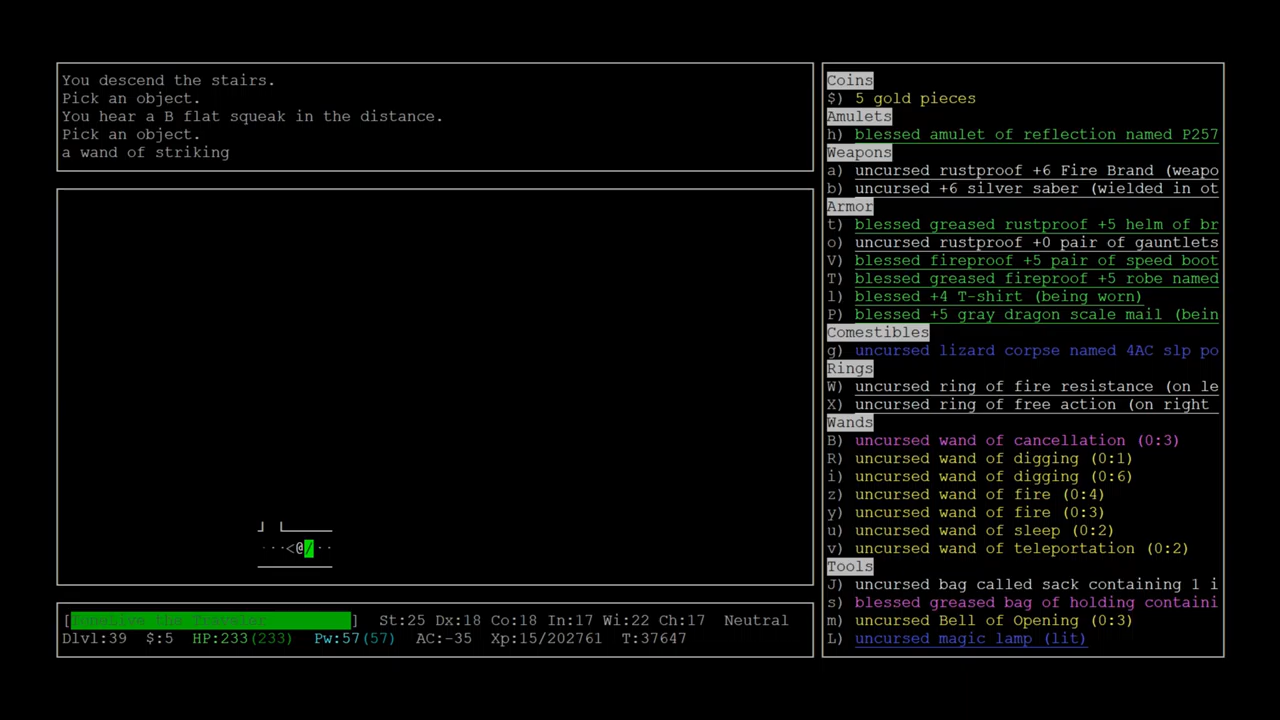 You descend the stairs.
Pick an object.
You hear a B flat squeak in the distance.
Pick an object.
a wand of striking
···<@/··
[DoneDive the Traveler] St:25 Dx:18 Co:18 In:17 Wi:22 Ch:17 Neutral
Dlvl:39 $:5 HP:233(233) Pw:57(57) AC:-35 Xp:15/202761 T:37647
Coins
$) 5 gold pieces
Amulets
h) blessed amulet of reflection named P257
Weapons
a) uncursed rustproof +6 Fire Brand (weapo
b) uncursed +6 silver saber (wielded in ot
Armor
t) blessed greased rustproof +5 helm of br
o) uncursed rustproof +0 pair of gauntlets
V) blessed fireproof +5 pair of speed boot
T) blessed greased fireproof +5 robe named
l) blessed +4 T-shirt (being worn)
P) blessed +5 gray dragon scale mail (bein
Comestibles
g) uncursed lizard corpse named 4AC slp po
Rings
W) uncursed ring of fire resistance (on le
X) uncursed ring of free action (on right
Wands
B) uncursed wand of cancellation (0:3)
R) uncursed wand of digging (0:1)
i) uncursed wand of digging (0:6)
z) uncursed wand of fire (0:4)
y) uncursed wand of fire (0:3)
u) uncursed wand of sleep (0:2)
v) uncursed wand of teleportation (0:2)
Tools
J) uncursed bag called sack containing 1 i
s) blessed greased bag of holding containi
m) uncursed Bell of Opening (0:3)
L) uncursed magic lamp (lit)